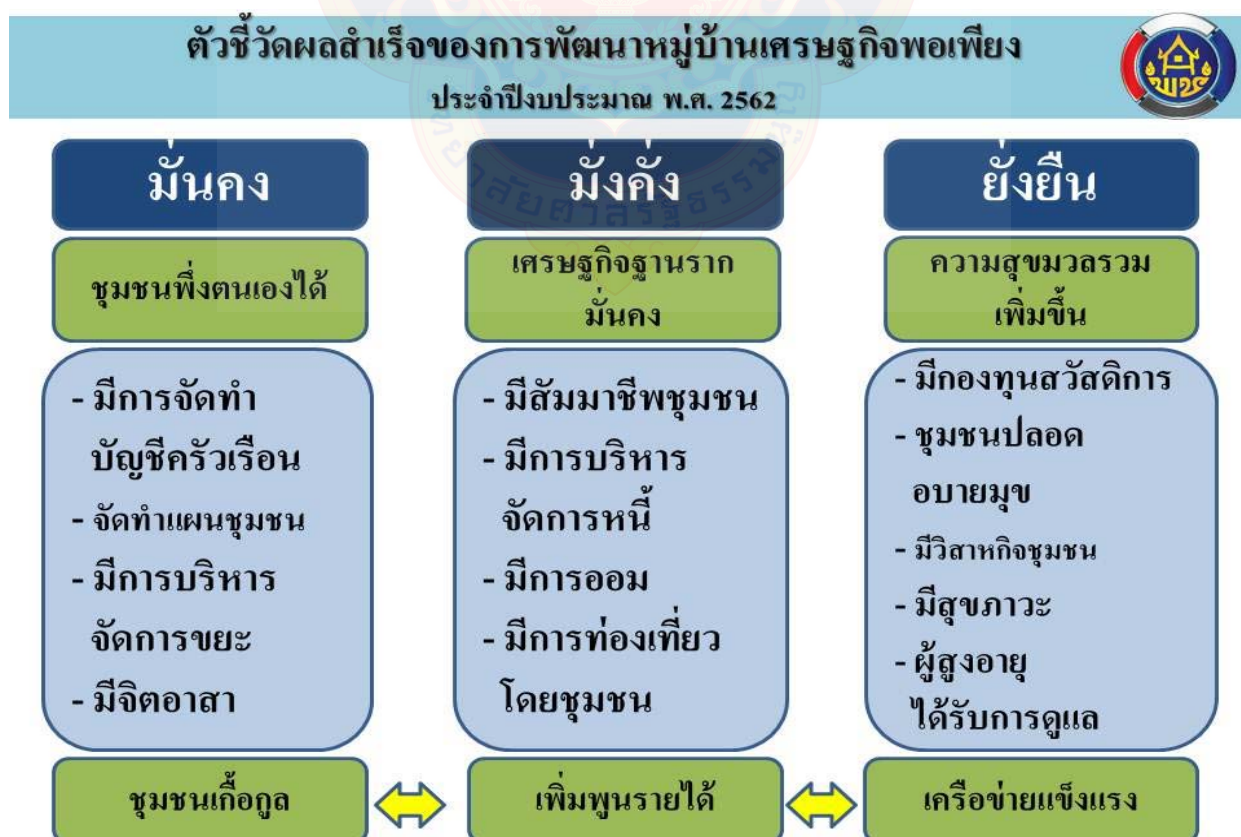 ตัวชี้วัดผลสำเร็จของการพัฒนาหมู่บ้านเศรษฐกิจพอเพียง
ประจำปีงบประมาณ พ.ศ. 2562
พช
มั่นคง
ชุมชนพึ่งตนเองได้
- มีการจัดทำ
บัญชีครัวเรือน
- จัดทำแผนชุมชน
- มีการบริหาร
จัดการขยะ
- มีจิตอาสา
ชุมชนเกื้อกูล
มั่งคั่ง
เศรษฐกิจฐานราก
มั่นคง
- มีสัมมาชีพชุมชน
- มีการบริหาร
จัดการหนี้
- มีการออม
- มีการท่องเที่ยว
โดยชุมชน
เพิ่มพูนรายได้
ยั่งยืน
ความสุขมวลรวม
เพิ่มขึ้น
- มีกองทุนสวัสดิการ
- ชุมชนปลอด
อบายมุข
- มีวิสาหกิจชุมชน
- มีสุขภาวะ
- ผู้สูงอายุ
ได้รับการดูแล
เครือข่ายแข็งแรง